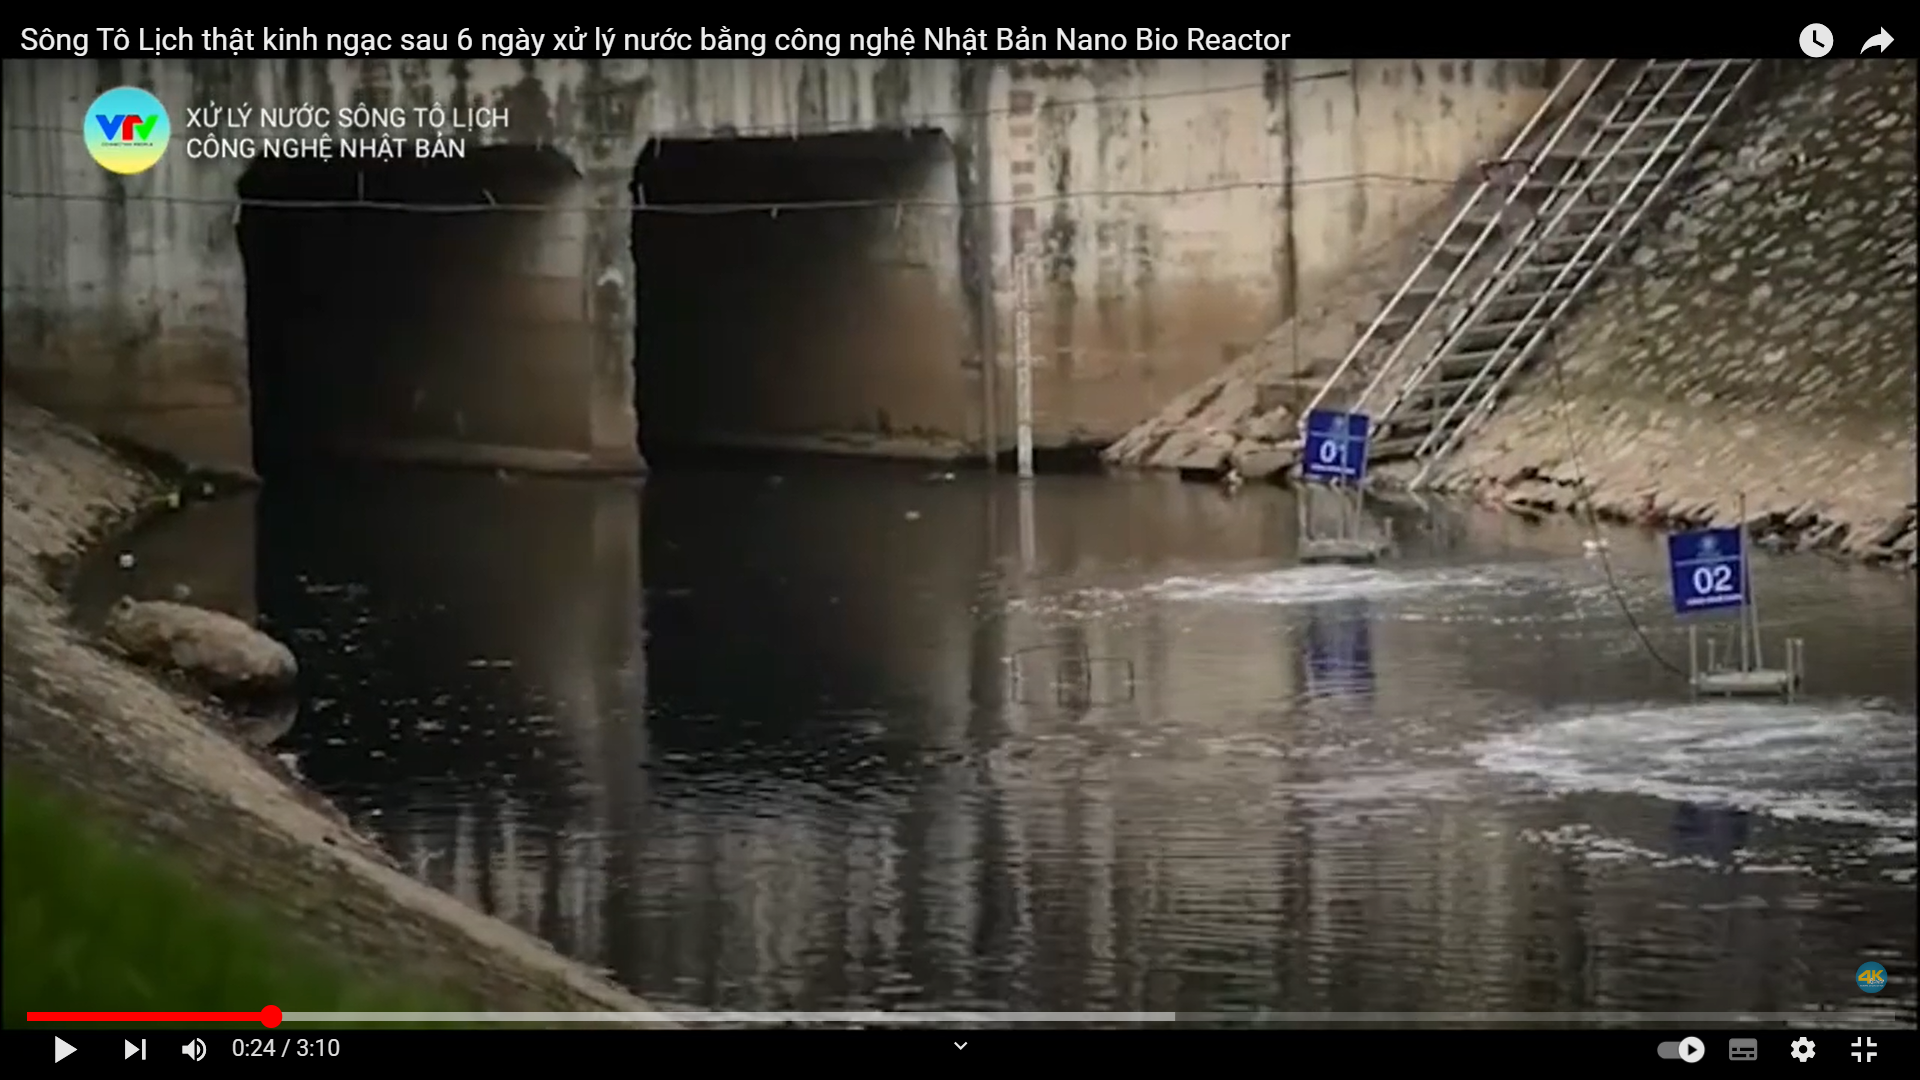 Sông Tô Lịch thật kinh ngạc sau 6 ngày xử lý nước bằng công nghệ Nhật Bản Nano Bio Reactor
VTV
XỬ LÝ NƯỚC SÔNG TÔ LỊCH
CÔNG NGHỆ NHẬT BẢN
01
02
4K
0:24 / 3:10